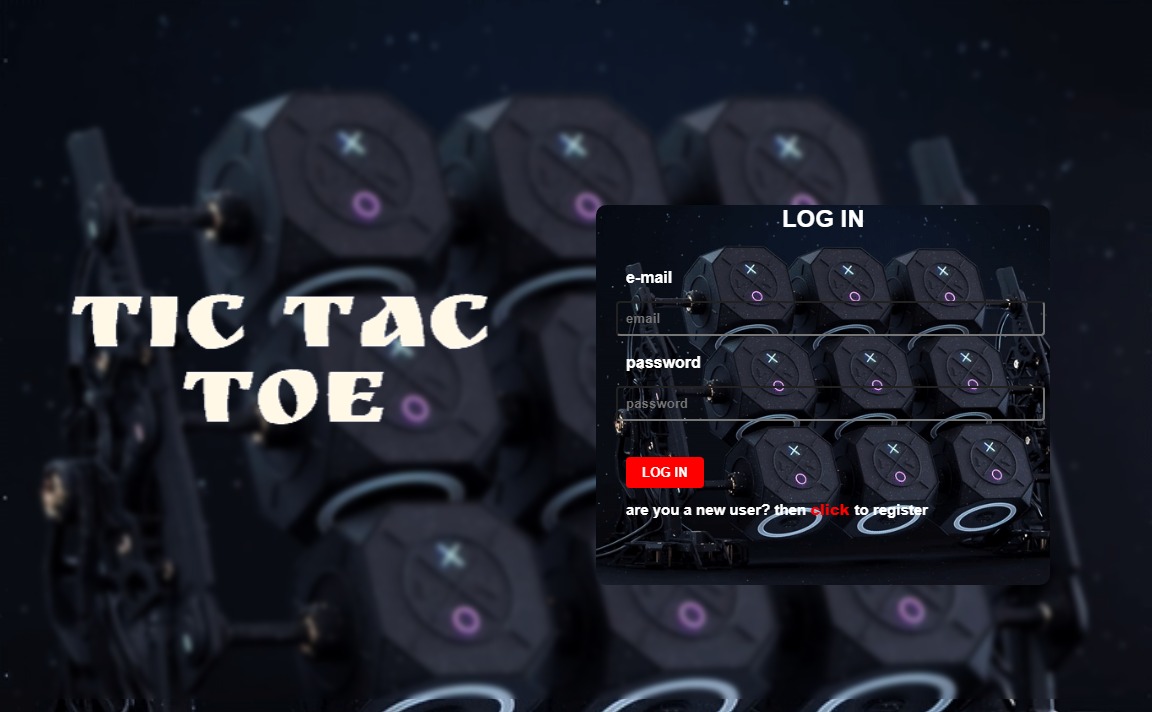 TIC TAC
TOE
LOG IN
e-mail
email
password
password
LOG IN
are you a new user? then click to register